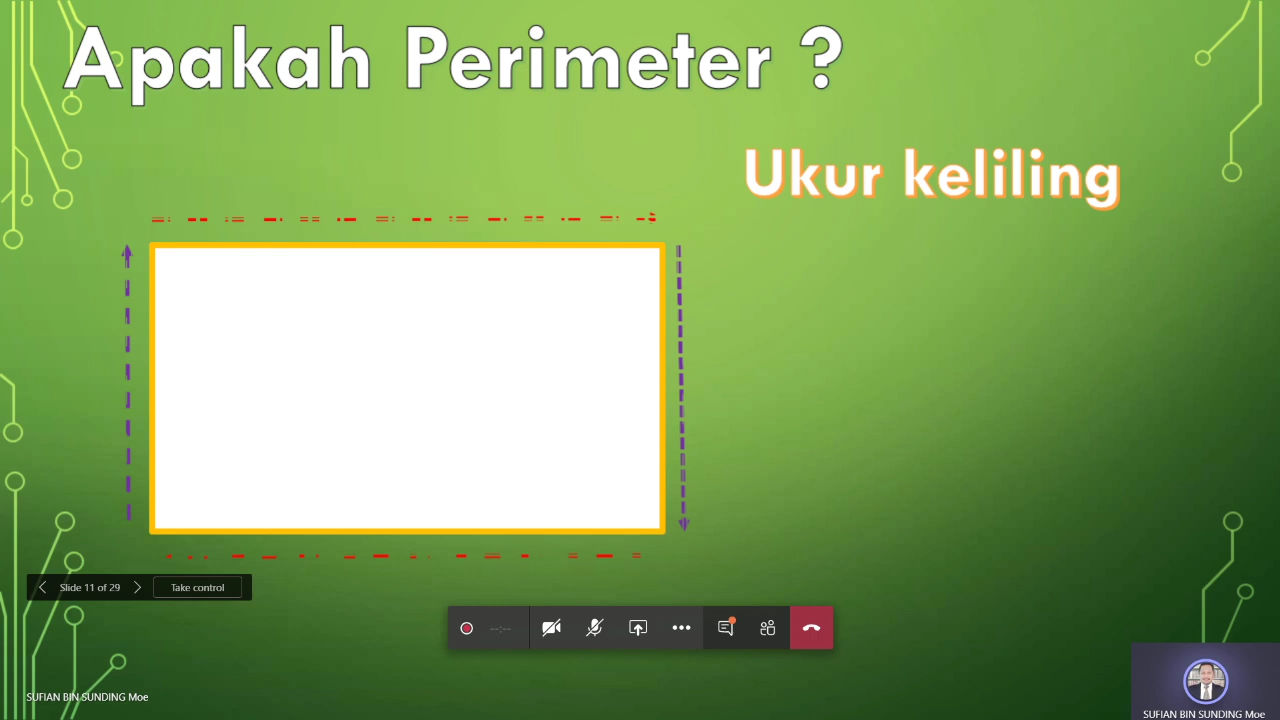 Apakah Perimeter ?
Ukur keliling
Slide 11 of 29
Take control
--:--
SUFIAN BIN SUNDING Moe
SUFIAN BIN SUNDING Moe